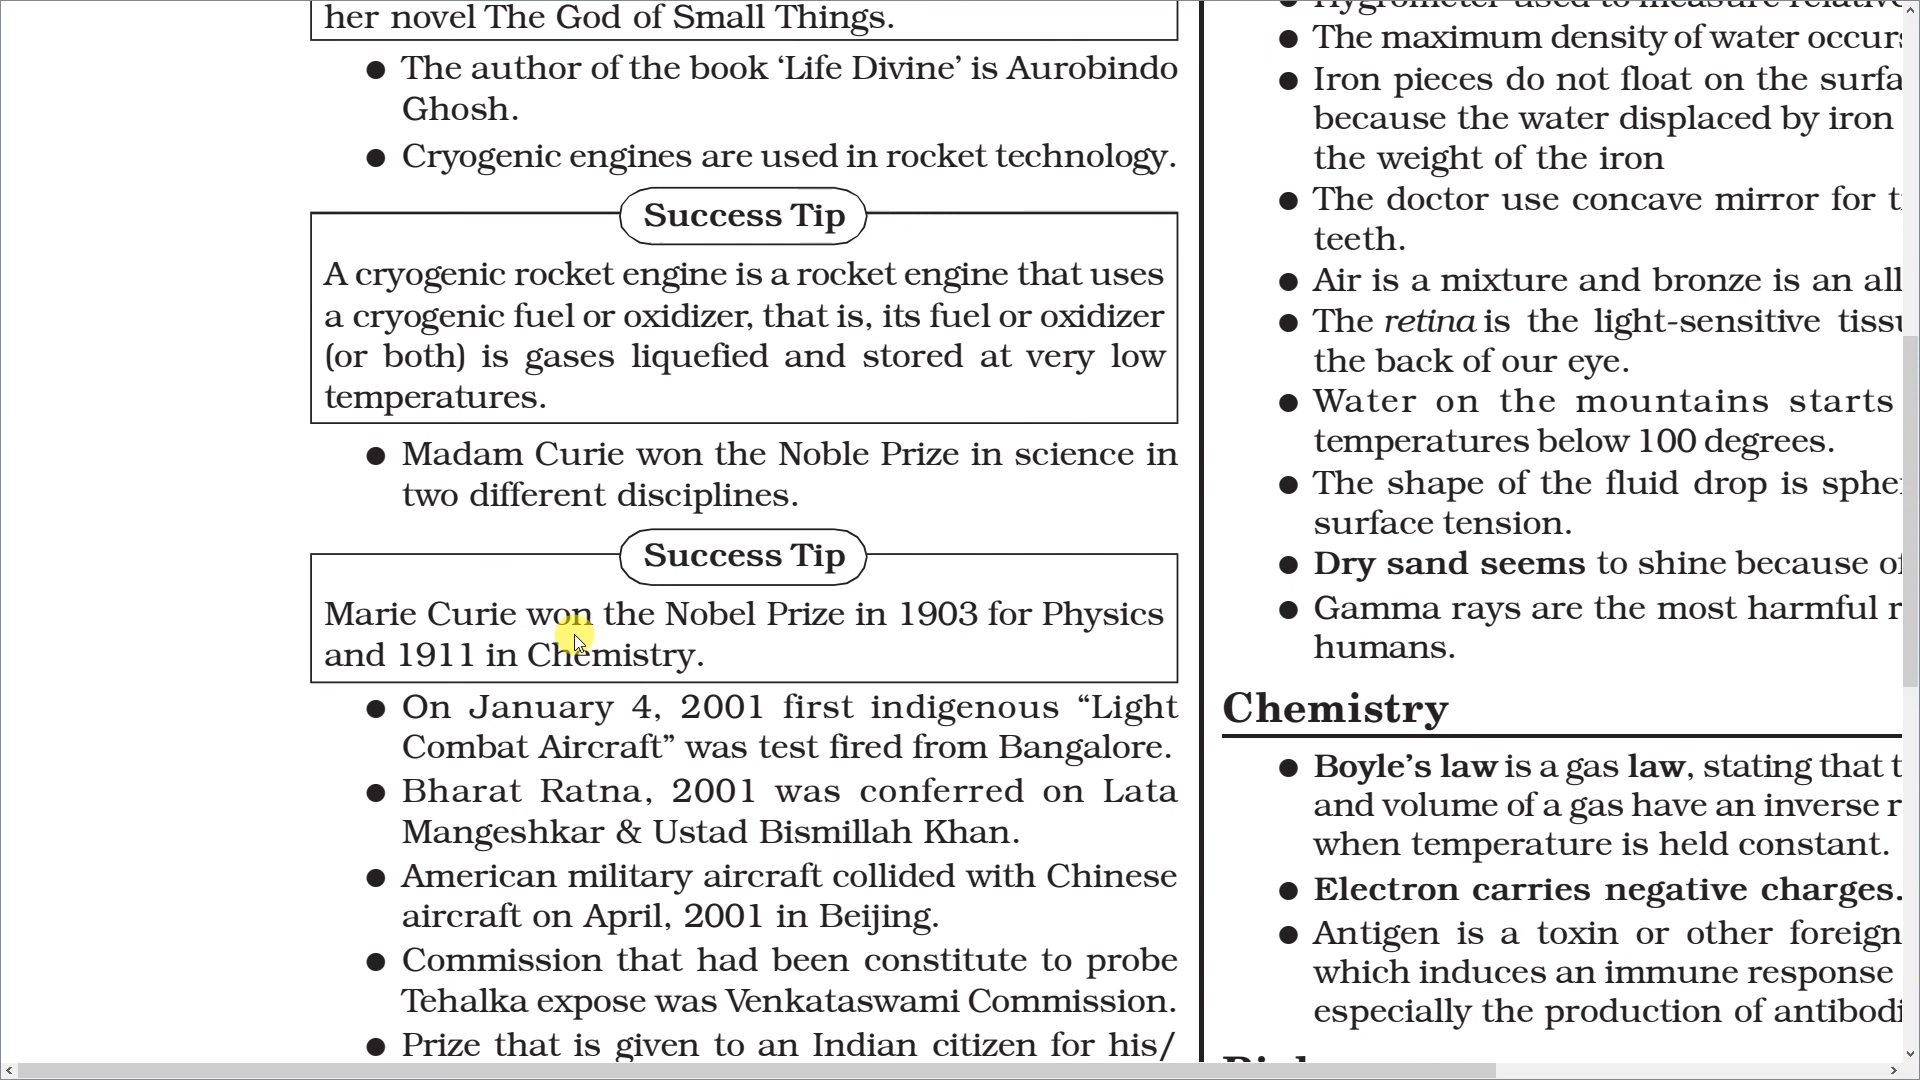 her novel The God of Small Things.
● The author of the book ‘Life Divine’ is Aurobindo
Ghosh.
● Cryogenic engines are used in rocket technology.
Success Tip
A cryogenic rocket engine is a rocket engine that uses
a cryogenic fuel or oxidizer, that is, its fuel or oxidizer
(or both) is gases liquefied and stored at very low
temperatures.
● Madam Curie won the Noble Prize in science in
two different disciplines.
Success Tip
Marie Curie won the Nobel Prize in 1903 for Physics
and 1911 in Chemistry.
● On January 4, 2001 first indigenous “Light
Combat Aircraft” was test fired from Bangalore.
● Bharat Ratna, 2001 was conferred on Lata
Mangeshkar & Ustad Bismillah Khan.
● American military aircraft collided with Chinese
aircraft on April, 2001 in Beijing.
● Commission that had been constitute to probe
Tehalka expose was Venkataswami Commission.
● Prize that is given to an Indian citizen for his/
● Hygrometer used to measure
● The maximum density of water occurs
● Iron pieces do not float on the
because the water displaced by iron
the weight of the iron
● The doctor use concave mirror for
teeth.
● Air is a mixture and bronze is an
● The retina is the light-sensitive
the back of our eye.
● Water on the mountains starts
temperatures below 100 degrees.
● The shape of the fluid drop is
surface tension.
● Dry sand seems to shine because of
● Gamma rays are the most harmful
humans.
Chemistry
● Boyle’s law is a gas law, stating that
and volume of a gas have an inverse
when temperature is held constant.
● Electron carries negative charges.
● Antigen is a toxin or other foreign
which induces an immune response
especially the production of